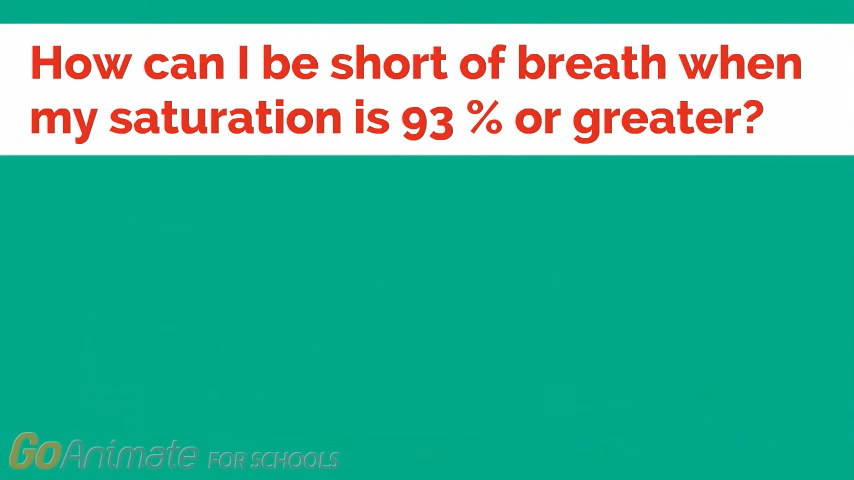 How can I be short of breath when
my saturation is 93 % or greater?
GoAnimate FOR SCHOOLS